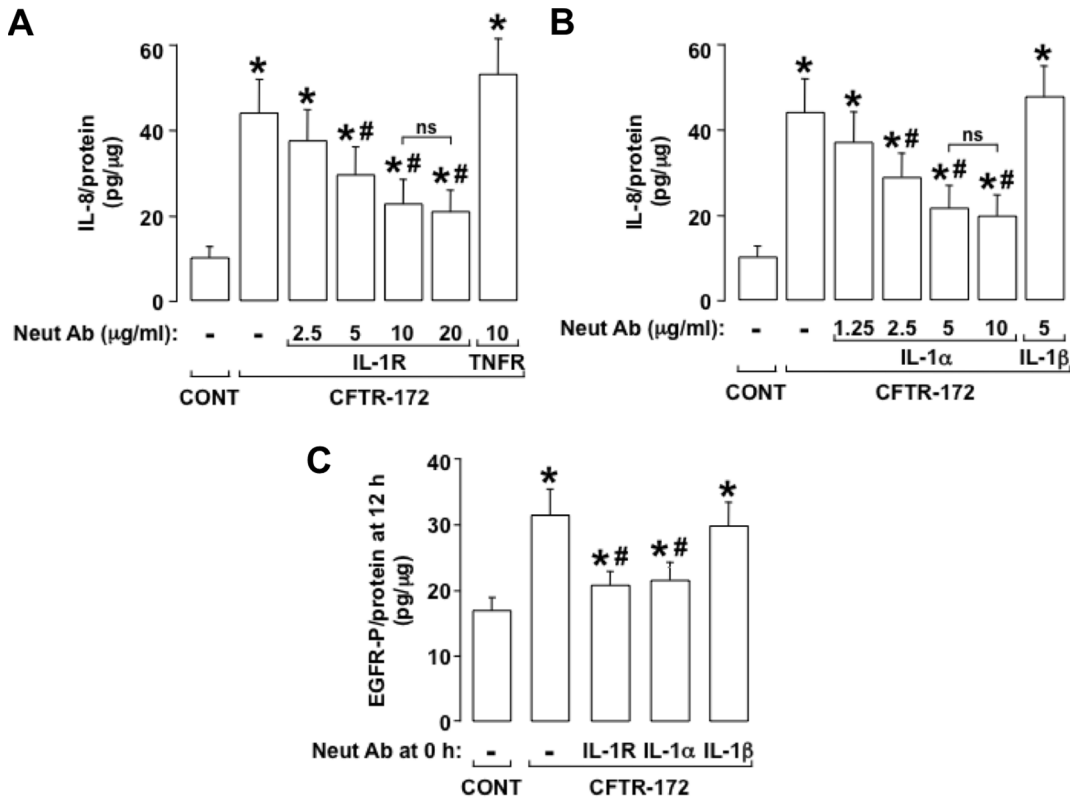 A
IL-8/protein
(pg/μg)
60
40
20
0
* * * *# *# *# *
ns
Neut Ab (μg/ml): - - 2.5 5 10 20 10
IL-1R TNFR
CONT CFTR-172
B
IL-8/protein
(pg/μg)
60
40
20
0
* * *# *# *# *
ns
Neut Ab (μg/ml): - - 1.25 2.5 5 10 5
IL-1α IL-1β
CONT CFTR-172
C
EGFR-P/protein at 12 h
(pg/μg)
40
30
20
10
0
* *# *# *
Neut Ab at 0 h: - - IL-1R IL-1α IL-1β
CONT CFTR-172